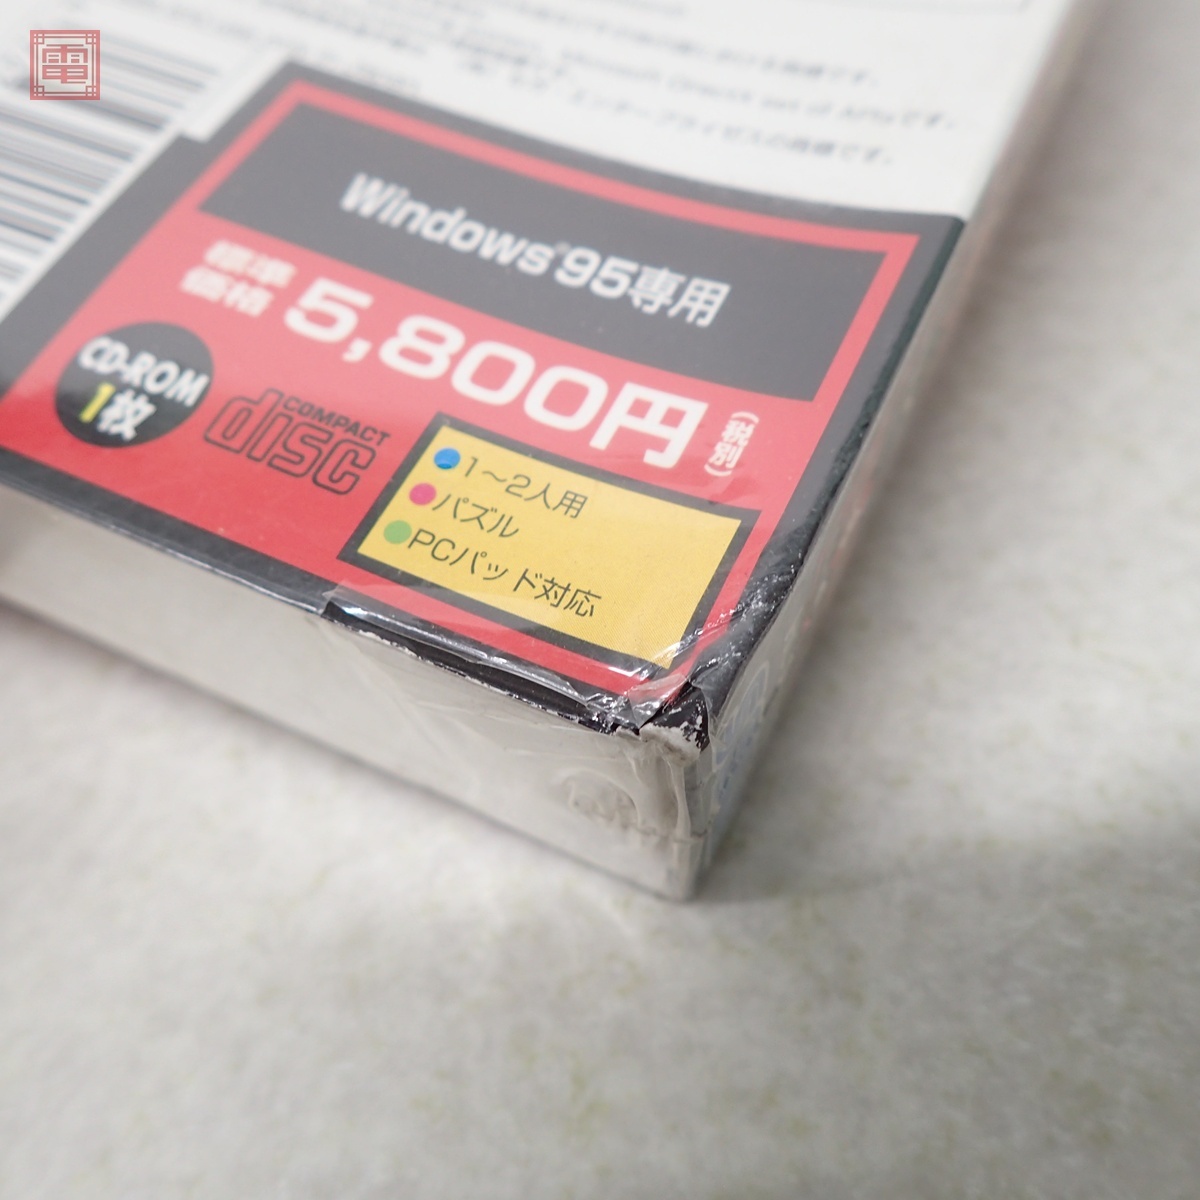 電
Windows®95専用
標準
価格
5,800円
(税別)
CD-ROM
1枚
COMPACT
disc
1〜2人用
パズル
PCパッド対応